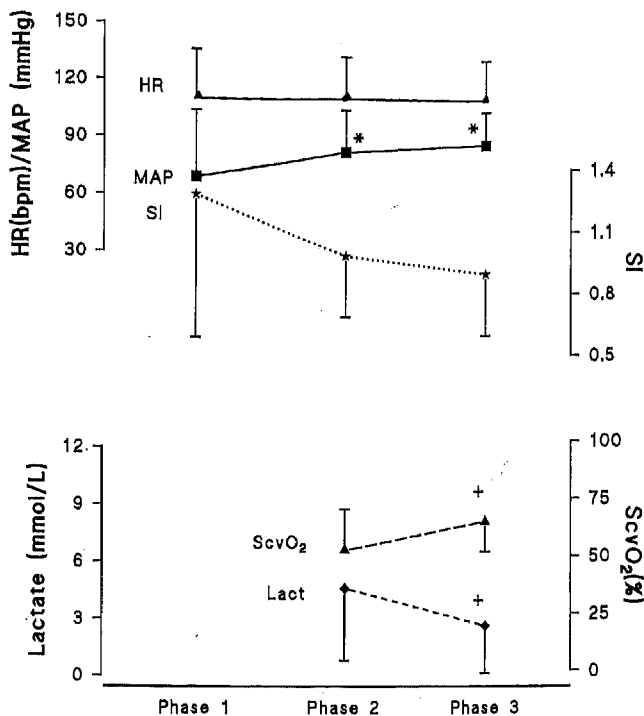 HR(bpm)/MAP (mmHg)
150
120
90
60
30
HR
*
*
MAP
SI
1.4
1.1
0.8
0.5
SI
Lactate (mmol/L)
12
9
6
3
0
ScvO₂
Lact
+
+
100
75
50
25
0
ScvO₂(%)
Phase 1 Phase 2 Phase 3